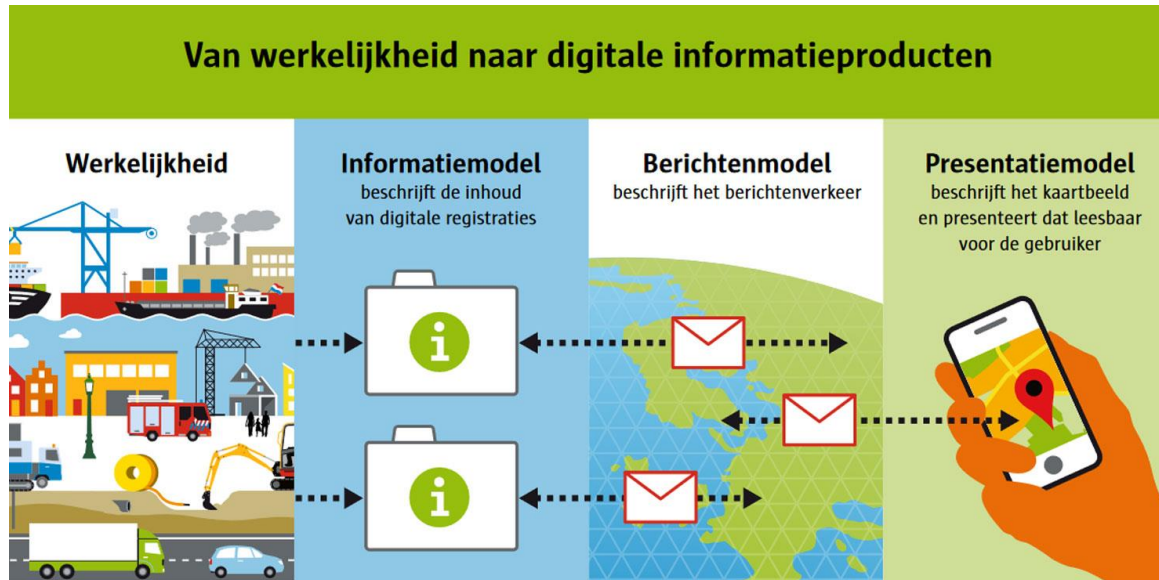 Van werkelijkheid naar digitale informatieproducten
Werkelijkheid
Informatiemodel
beschrijft de inhoud
van digitale registraties
Berichtenmodel
beschrijft het berichtenverkeer
Presentatiemodel
beschrijft het kaartbeeld
en presenteert dat leesbaar
voor de gebruiker
i
i